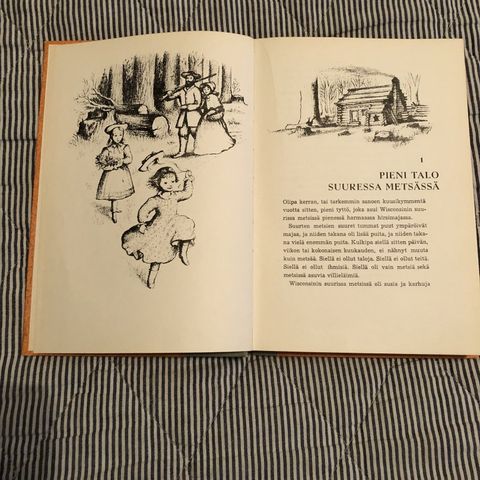 1
PIENI TALO
SUURESSA METSÄSSÄ
Olipa kerran, tai tarkemmin sanoen kuusikymmentä
vuotta sitten, pieni tyttö, joka asui Wisconsinin suu-
rissa metsissä pienessä harmaassa hirsimajassa.
Suurten metsien suuret tummat puut ympäröivät
majaa, ja niiden takana oli lisää puita, ja niiden taka-
na vielä enemmän puita. Kulkipa siellä sitten päivän,
viikon tai kokonaisen kuukauden, ei nähnyt muuta
kuin metsää. Siellä ei ollut taloja. Siellä ei ollut teitä.
Siellä ei ollut ihmisiä. Siellä oli vain metsiä sekä
metsissä asuvia villieläimiä.
Wisconsinin suurissa metsissä oli susia ja karhuja